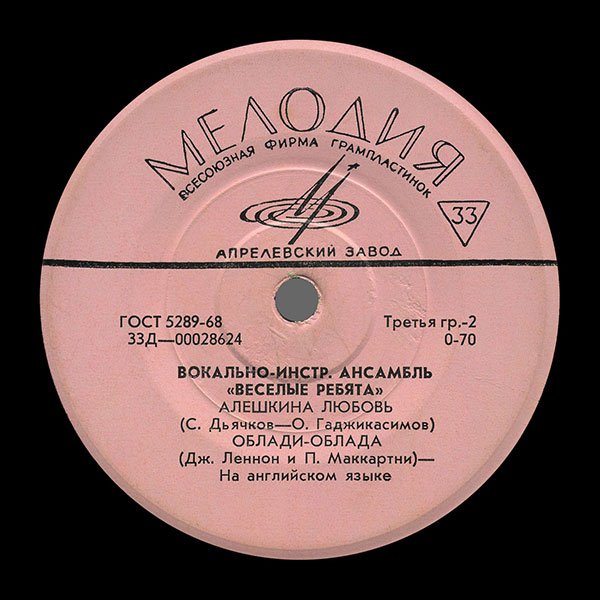 МЕЛОДИЯ
ВСЕСОЮЗНАЯ ФИРМА ГРАМПЛАСТИНОК
33
АПРЕЛЕВСКИЙ ЗАВОД
ГОСТ 5289-68
33Д—00028624
Третья гр.-2
0-70
ВОКАЛЬНО-ИНСТР. АНСАМБЛЬ
«ВЕСЕЛЫЕ РЕБЯТА»
АЛЕШКИНА ЛЮБОВЬ
(С. Дьячков—О. Гаджикасимов)
ОБЛАДИ-ОБЛАДА
(Дж. Леннон и П. Маккартни)—
На английском языке